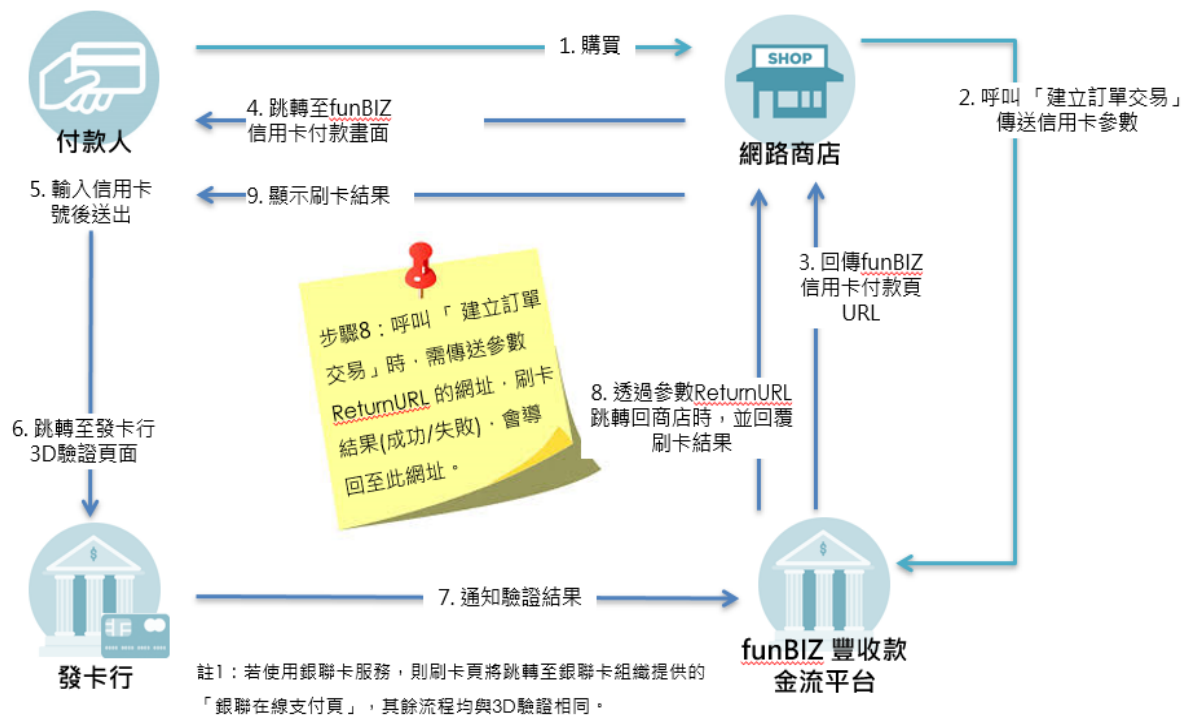 1. 購買
SHOP
付款人
網路商店
2. 呼叫「建立訂單交易」
傳送信用卡參數
4. 跳轉至funBIZ
信用卡付款畫面
5. 輸入信用卡
號後送出
9. 顯示刷卡結果
3. 回傳funBIZ
信用卡付款頁
URL
步驟8：呼叫「 建立訂單
交易」時，需傳送參數
ReturnURL 的網址，刷卡
結果(成功/失敗)，會導
回至此網址。
8. 透過參數ReturnURL
跳轉回商店時，並回覆
刷卡結果
6. 跳轉至發卡行
3D驗證頁面
$
$
7. 通知驗證結果
發卡行
funBIZ 豐收款
金流平台
註1：若使用銀聯卡服務，則刷卡頁將跳轉至銀聯卡組織提供的
「銀聯在線支付頁」，其餘流程均與3D驗證相同。